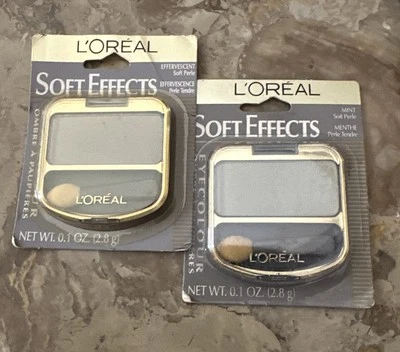 L'ORÉAL
EFFERVESCENT
Soft Perle
EFFERVESCENCE
Perle Tendre
SOFT EFFECTS
OMBRE À PAUPIÈRES
L'ORÉAL
NET WT. 0.1 OZ. (2.8 g)
L'ORÉAL
MINT
Soft Perle
MENTHE
Perle Tendre
SOFT EFFECTS
EYECOLOUR
L'ORÉAL
NET WT. 0.1 OZ. (2.8 g)